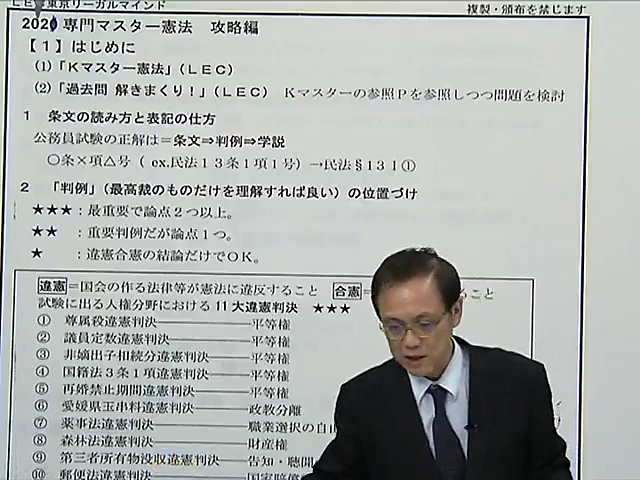 LE 東京リーガルマインド 複製・頒布を禁じます
202 専門マスター憲法 攻略編
【１】はじめに
(1)「Kマスター憲法」(LEC)
(2)「過去問 解きまくり！」(LEC) Kマスターの参照Pを参照しつつ問題を検討
1 条文の読み方と表記の仕方
公務員試験の正解は＝条文⇒判例⇒学説
○条×項△号（ex.民法１３条１項１号）→民法§１３Ⅰ①
2 「判例」（最高裁のものだけを理解すれば良い）の位置づけ
★★★：最重要で論点２つ以上。
★★ ：重要判例だが論点１つ。
★ ：違憲合憲の結論だけでOK。
違憲＝国会の作る法律等が憲法に違反すること 合憲＝ること
試験に出る人権分野における11大違憲判決 ★★★
① 尊属殺違憲判決―――――平等権
② 議員定数違憲判決――――平等権
③ 非嫡出子相続分違憲判決――平等権
④ 国籍法３条１項違憲判決――平等権
⑤ 再婚禁止期間違憲判決―――平等権
⑥ 愛媛県玉串料違憲判決―――政教分離
⑦ 薬事法違憲判決―――――職業選択の自
⑧ 森林法違憲判決―――――財産権
⑨ 第三者所有物没収違憲判決――告知・聴聞
⑩ 郵便法違憲判決―――――国家賠償